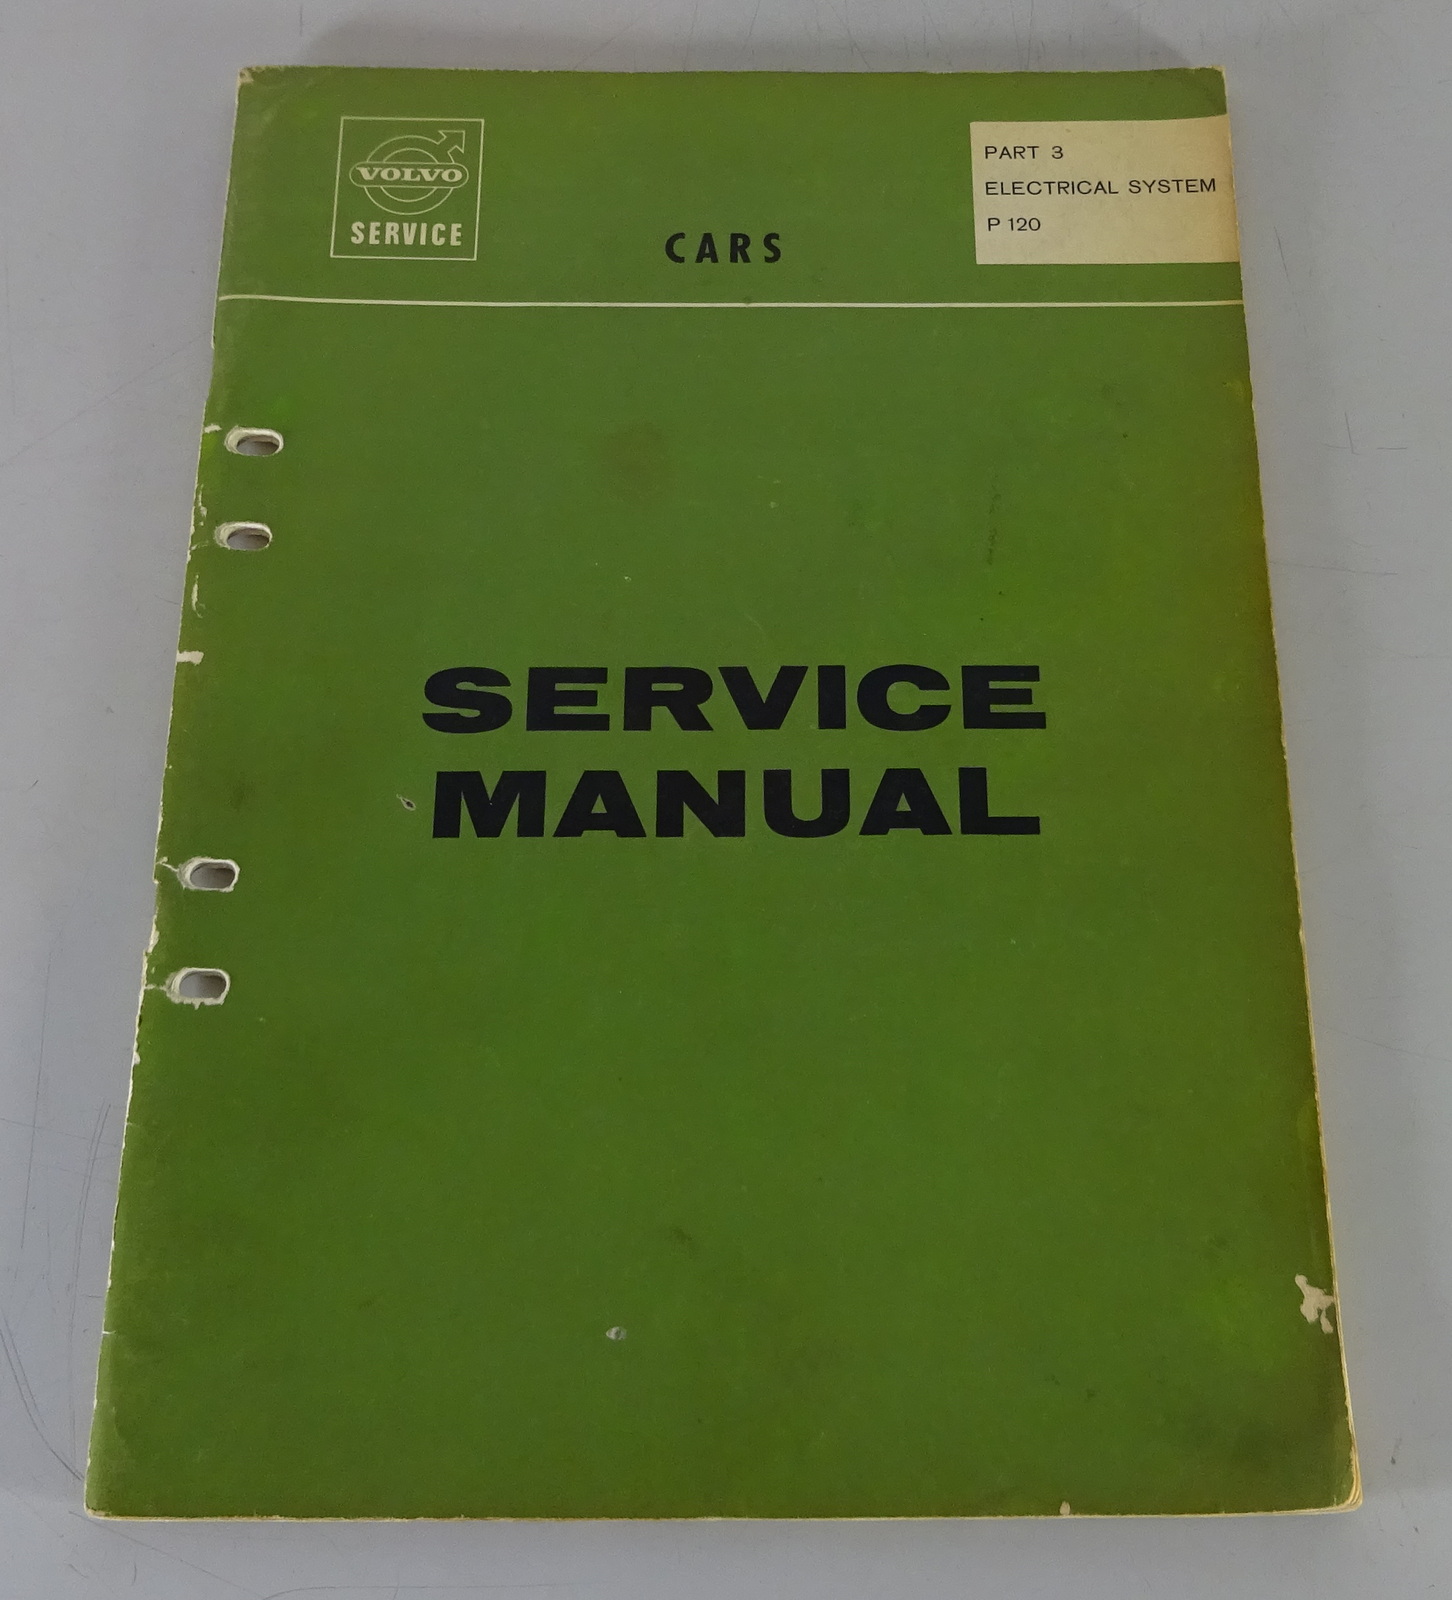 VOLVO
SERVICE
CARS
PART 3
ELECTRICAL SYSTEM
P 120
SERVICE
MANUAL